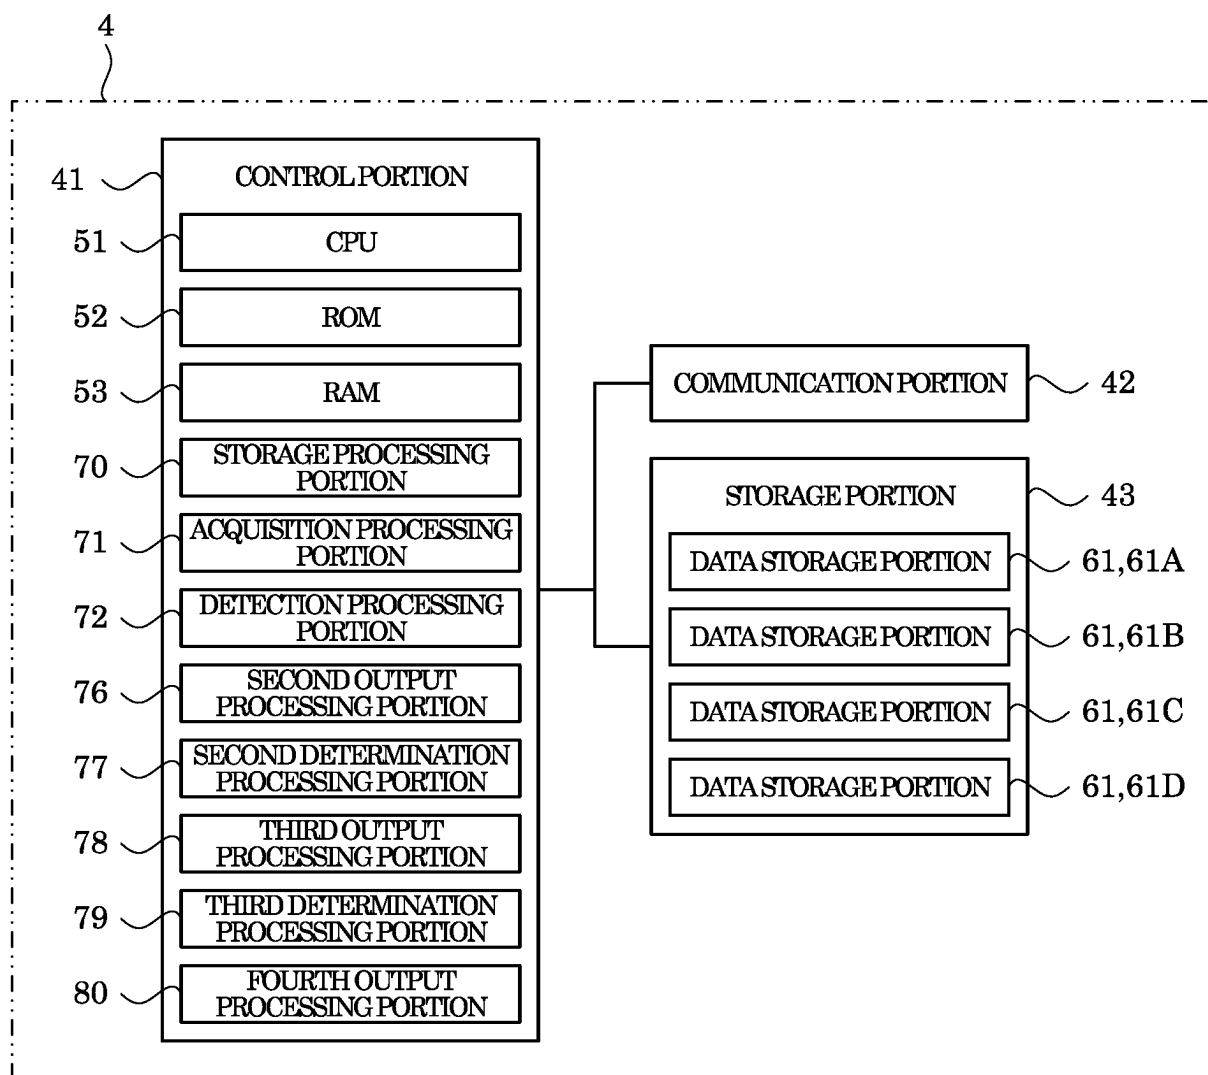 4
41
CONTROL PORTION
51
CPU
52
ROM
53
RAM
70
STORAGE PROCESSING
PORTION
71
ACQUISITION PROCESSING
PORTION
72
DETECTION PROCESSING
PORTION
76
SECOND OUTPUT
PROCESSING PORTION
77
SECOND DETERMINATION
PROCESSING PORTION
78
THIRD OUTPUT
PROCESSING PORTION
79
THIRD DETERMINATION
PROCESSING PORTION
80
FOURTH OUTPUT
PROCESSING PORTION
COMMUNICATION PORTION
42
STORAGE PORTION
43
DATA STORAGE PORTION
61,61A
DATA STORAGE PORTION
61,61B
DATA STORAGE PORTION
61,61C
DATA STORAGE PORTION
61,61D